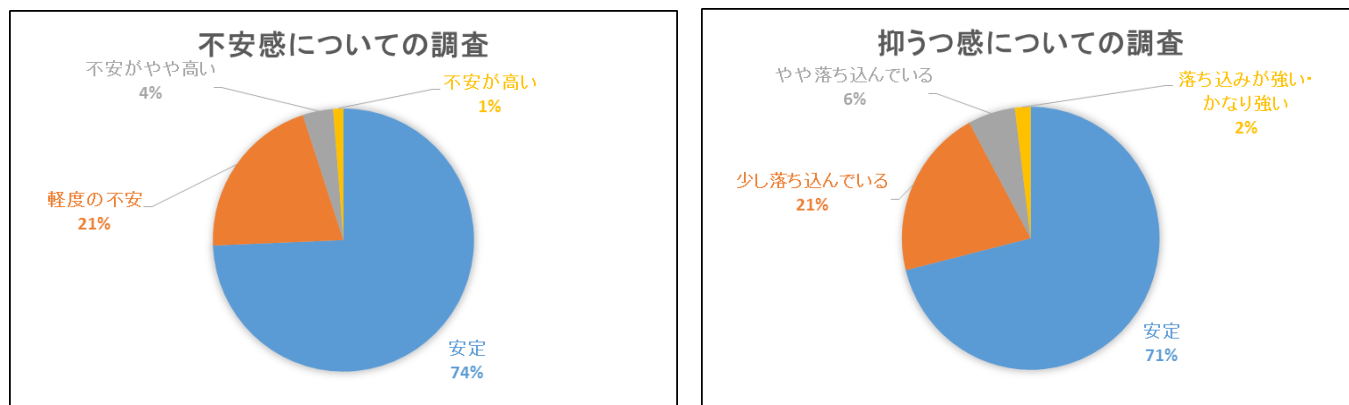 不安感についての調査
不安がやや高い
4%
不安が高い
1%
軽度の不安
21%
安定
74%
抑うつ感についての調査
やや落ち込んでいる
6%
落ち込みが強い・
かなり強い
2%
少し落ち込んでいる
21%
安定
71%